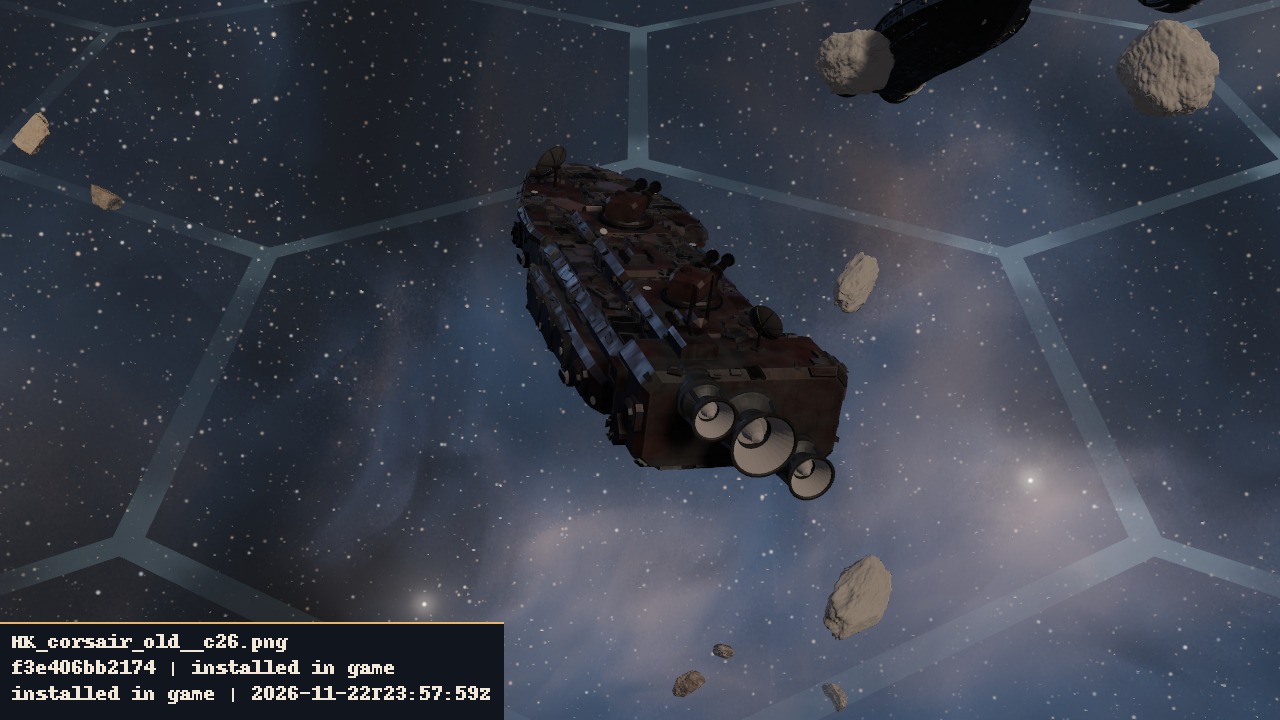 HK_corsair_old__c26.png
f3e406bb2174 | installed in game
installed in game | 2026-11-22T23:57:59Z